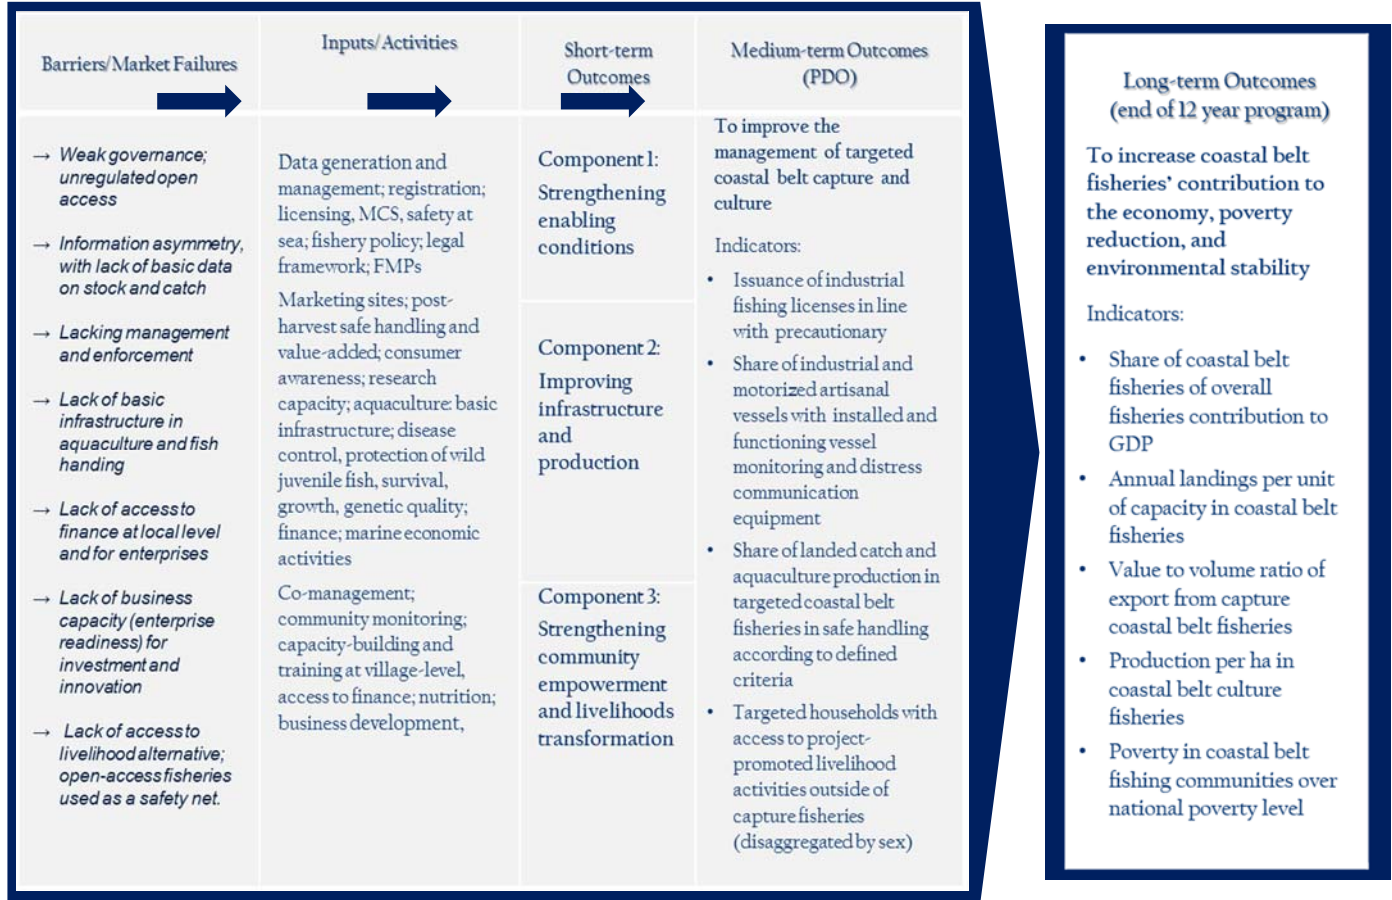 Barriers/Market Failures
Inputs/Activities
Short-term
Outcomes
Medium-term Outcomes
(PDO)
→ Weak governance;
unregulated open
access
→ Information asymmetry,
with lack of basic data
on stock and catch
→ Lacking management
and enforcement
→ Lack of basic
infrastructure in
aquaculture and fish
handing
→ Lack of access to
finance at local level
and for enterprises
→ Lack of business
capacity (enterprise
readiness) for
investment and
innovation
→ Lack of access to
livelihood alternative;
open-access fisheries
used as a safety net.
Data generation and
management; registration;
licensing, MCS, safety at
sea; fishery policy; legal
framework; FMPs
Marketing sites; post-
harvest safe handling and
value-added; consumer
awareness; research
capacity; aquaculture: basic
infrastructure; disease
control, protection of wild
juvenile fish, survival,
growth, genetic quality;
finance; marine economic
activities
Co-management;
community monitoring;
capacity-building and
training at village-level,
access to finance; nutrition;
business development,
Component 1:
Strengthening
enabling
conditions
Component 2:
Improving
infrastructure
and
production
Component 3:
Strengthening
community
empowerment
and livelihoods
transformation
To improve the
management of targeted
coastal belt capture and
culture
Indicators:
• Issuance of industrial
fishing licenses in line
with precautionary
• Share of industrial and
motorized artisanal
vessels with installed and
functioning vessel
monitoring and distress
communication
equipment
• Share of landed catch and
aquaculture production in
targeted coastal belt
fisheries in safe handling
according to defined
criteria
• Targeted households with
access to project-
promoted livelihood
activities outside of
capture fisheries
(disaggregated by sex)
Long-term Outcomes
(end of 12 year program)
To increase coastal belt
fisheries' contribution to
the economy, poverty
reduction, and
environmental stability
Indicators:
• Share of coastal belt
fisheries of overall
fisheries contribution to
GDP
• Annual landings per unit
of capacity in coastal belt
fisheries
• Value to volume ratio of
export from capture
coastal belt fisheries
• Production per ha in
coastal belt culture
fisheries
• Poverty in coastal belt
fishing communities over
national poverty level